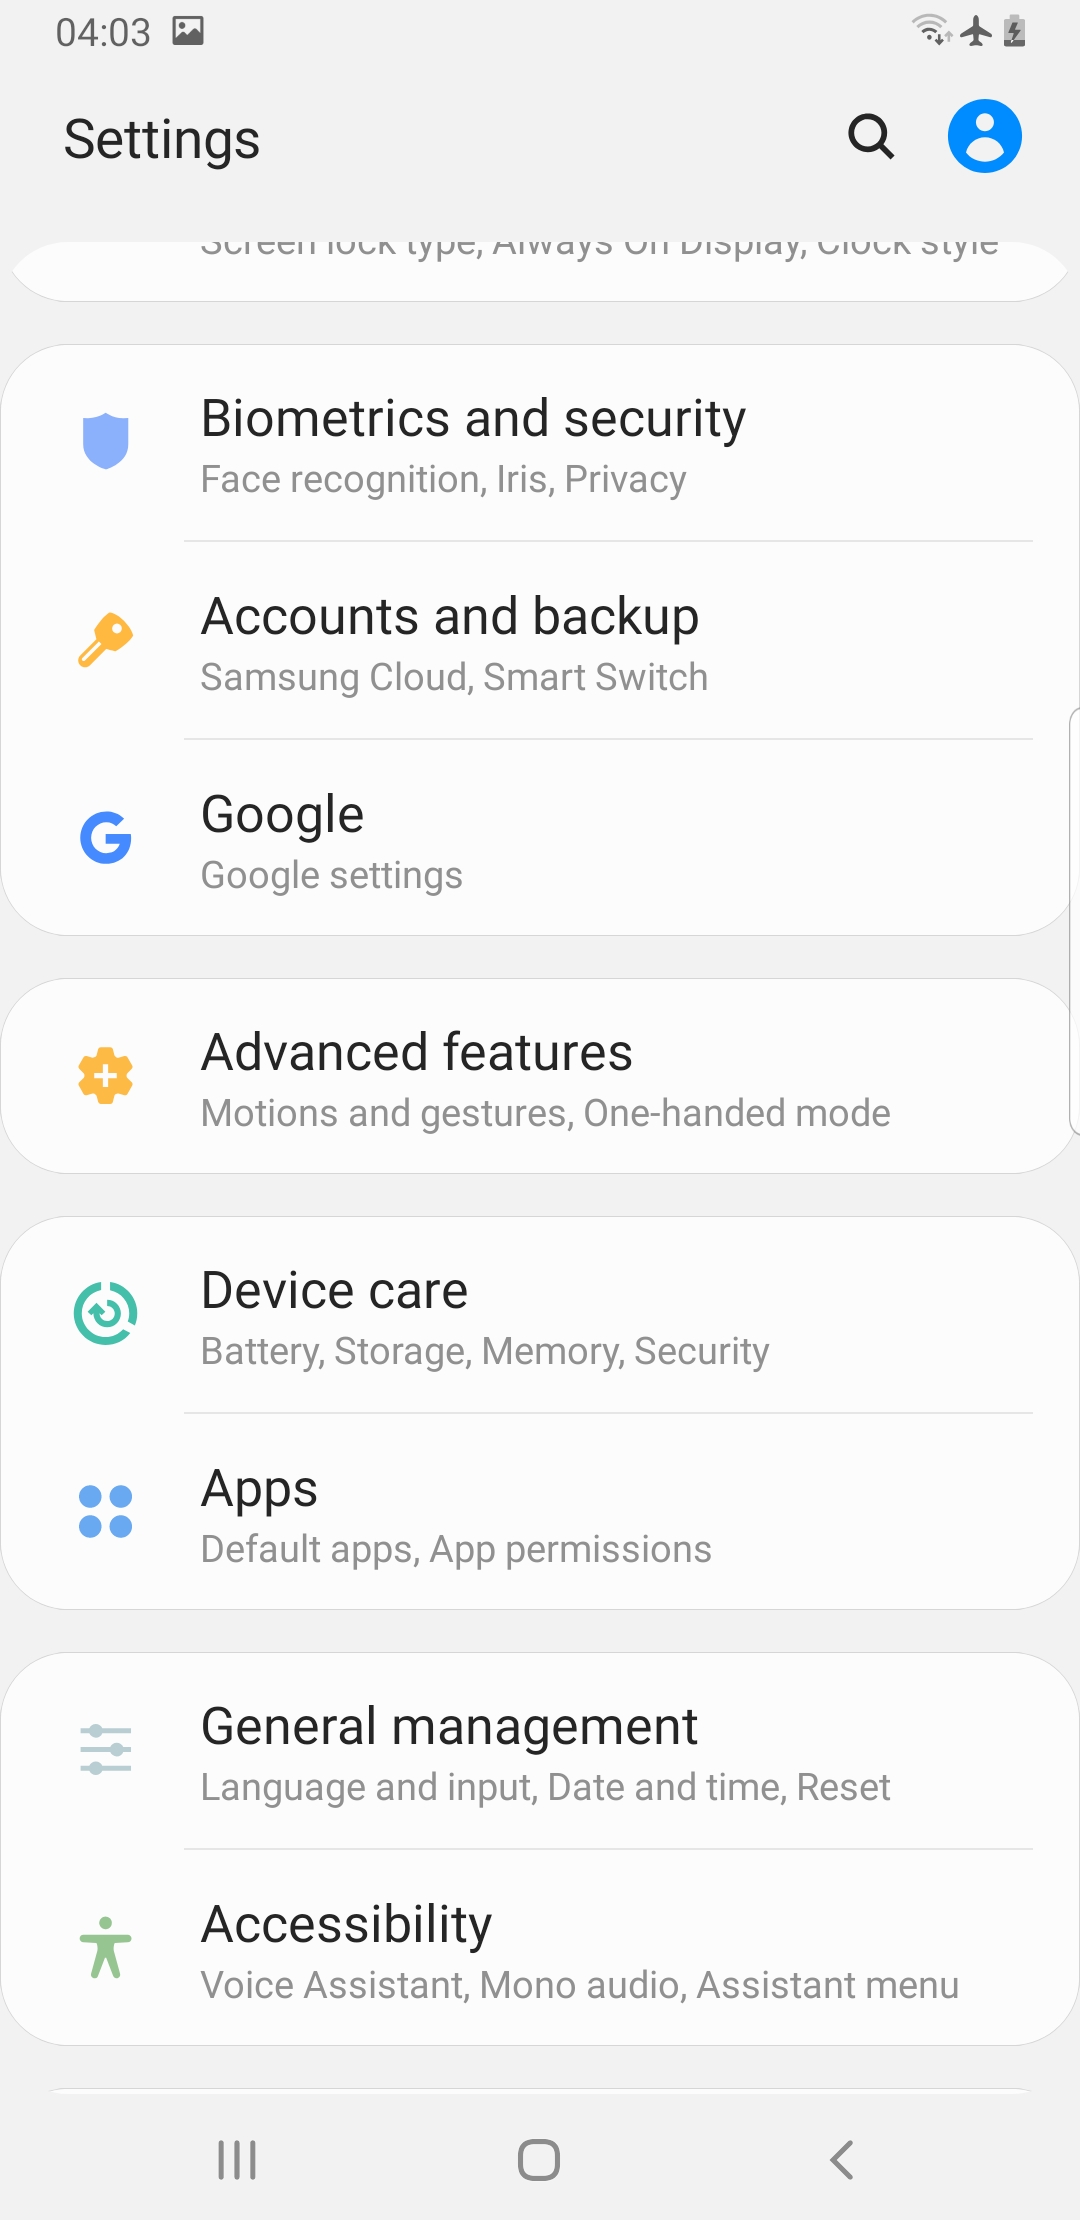 04:03
Settings
Screen lock type, Always On Display, Clock style
Biometrics and security
Face recognition, Iris, Privacy
Accounts and backup
Samsung Cloud, Smart Switch
Google
Google settings
Advanced features
Motions and gestures, One-handed mode
Device care
Battery, Storage, Memory, Security
Apps
Default apps, App permissions
General management
Language and input, Date and time, Reset
Accessibility
Voice Assistant, Mono audio, Assistant menu